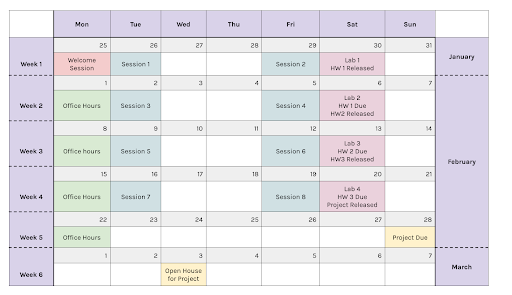 Mon Tue Wed Thu Fri Sat Sun
25 26 27 28 29 30 31
Week 1 Welcome Session 1 Session 2 Lab 1 January
Session HW 1 Released
1 2 3 4 5 6 7
Week 2 Office Hours Session 3 Session 4 Lab 2
HW 1 Due
HW2 Released
8 9 10 11 12 13 14
Week 3 Office hours Session 5 Session 6 Lab 3 February
HW 2 Due
HW3 Released
15 16 17 18 19 20 21
Week 4 Office Hours Session 7 Session 8 Lab 4
HW 3 Due
Project Released
22 23 24 25 26 27 28
Week 5 Office Hours Project Due
1 2 3 4 5 6 7
Week 6 Open House March
for Project